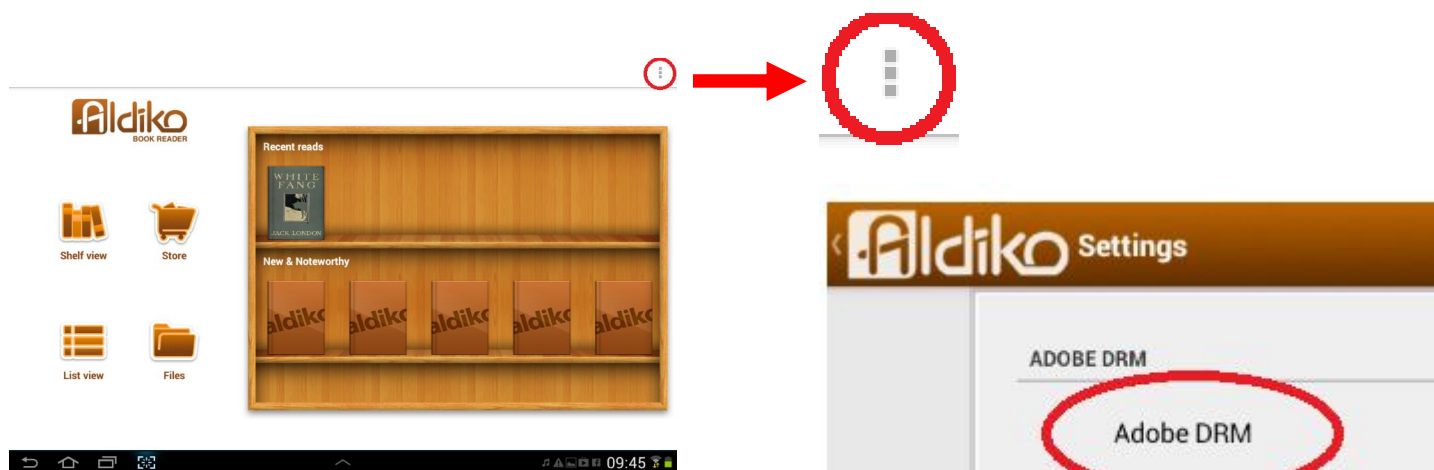 Aldiko
BOOK READER
Recent reads
WHITE
FANG
JACK LONDON
Shelf view
Store
New & Noteworthy
aldiko
aldiko
aldiko
aldiko
aldiko
List view
Files
09:45
Aldiko Settings
ADOBE DRM
Adobe DRM